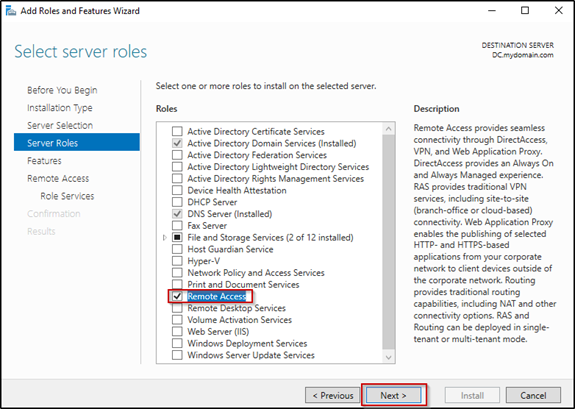 Add Roles and Features Wizard
Select server roles
DESTINATION SERVER
DC.mydomain.com
Before You Begin
Installation Type
Server Selection
Server Roles
Features
Remote Access
Role Services
Confirmation
Results
Select one or more roles to install on the selected server.
Roles
Active Directory Certificate Services
Active Directory Domain Services (Installed)
Active Directory Federation Services
Active Directory Lightweight Directory Services
Active Directory Rights Management Services
Device Health Attestation
DHCP Server
DNS Server (Installed)
Fax Server
File and Storage Services (2 of 12 installed)
Host Guardian Service
Hyper-V
Network Policy and Access Services
Print and Document Services
Remote Access
Remote Desktop Services
Volume Activation Services
Web Server (IIS)
Windows Deployment Services
Windows Server Update Services
Description
Remote Access provides seamless
connectivity through DirectAccess,
VPN, and Web Application Proxy.
DirectAccess provides an Always On
and Always Managed experience.
RAS provides traditional VPN
services, including site-to-site
(branch-office or cloud-based)
connectivity. Web Application Proxy
enables the publishing of selected
HTTP- and HTTPS-based
applications from your corporate
network to client devices outside of
the corporate network. Routing
provides traditional routing
capabilities, including NAT and other
connectivity options. RAS and
Routing can be deployed in single-
tenant or multi-tenant mode.
< Previous
Next >
Install
Cancel